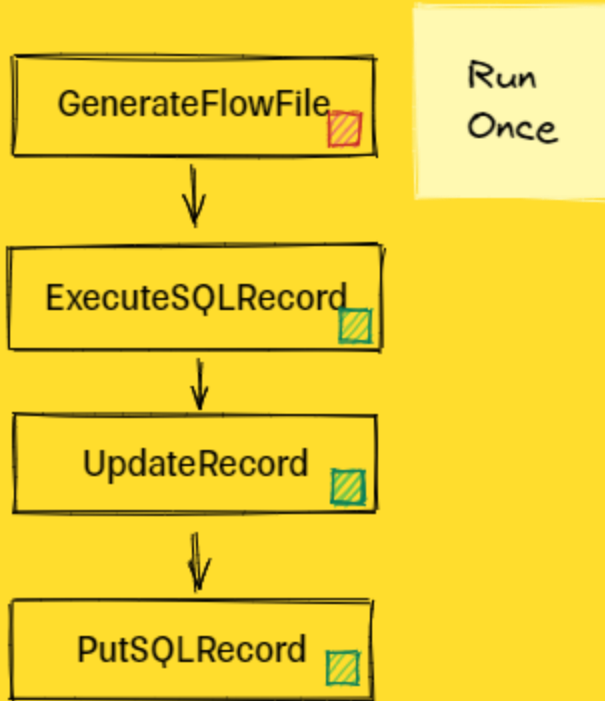 GenerateFlowFile
Run
Once
ExecuteSQLRecord
UpdateRecord
PutSQLRecord